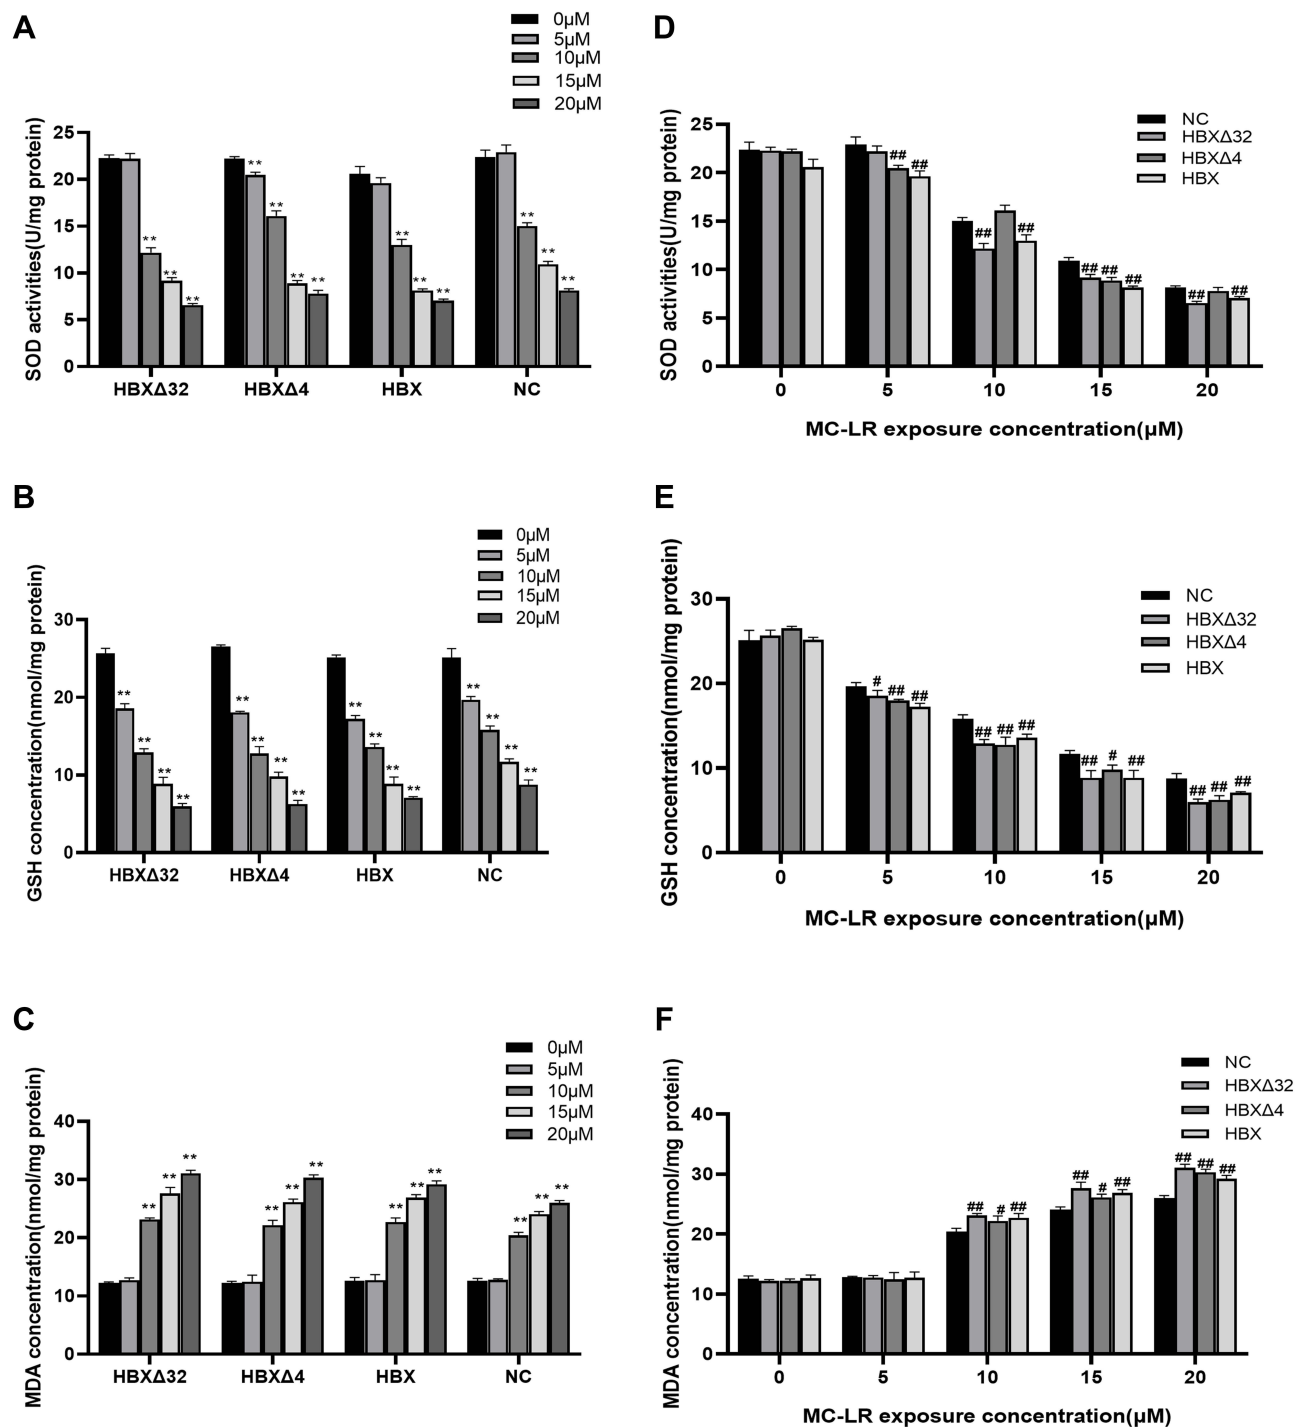 A
0µM
5µM
10µM
15µM
20µM
SOD activities(U/mg protein)
25
20
15
10
5
0
** ** **
** ** ** **
** ** **
** ** **
HBXΔ32 HBXΔ4 HBX NC
D
NC
HBXΔ32
HBXΔ4
HBX
SOD activities(U/mg protein)
25
20
15
10
5
0
## ##
## ##
## ## ##
## ##
0 5 10 15 20
MC-LR exposure concentration(µM)
B
0µM
5µM
10µM
15µM
20µM
GSH concentration(nmol/mg protein)
30
20
10
0
** ** ** **
** ** ** **
** ** ** **
** ** ** **
HBXΔ32 HBXΔ4 HBX NC
E
NC
HBXΔ32
HBXΔ4
HBX
GSH concentration(nmol/mg protein)
30
20
10
0
# ## ##
## ## ##
## # ##
## ## ##
0 5 10 15 20
MC-LR exposure concentration(µM)
C
0µM
5µM
10µM
15µM
20µM
MDA concentration(nmol/mg protein)
40
30
20
10
0
** ** **
** ** **
** ** **
** ** **
HBXΔ32 HBXΔ4 HBX NC
F
NC
HBXΔ32
HBXΔ4
HBX
MDA concentration(nmol/mg protein)
40
30
20
10
0
## # ##
## # ##
## ## ##
0 5 10 15 20
MC-LR exposure concentration(µM)